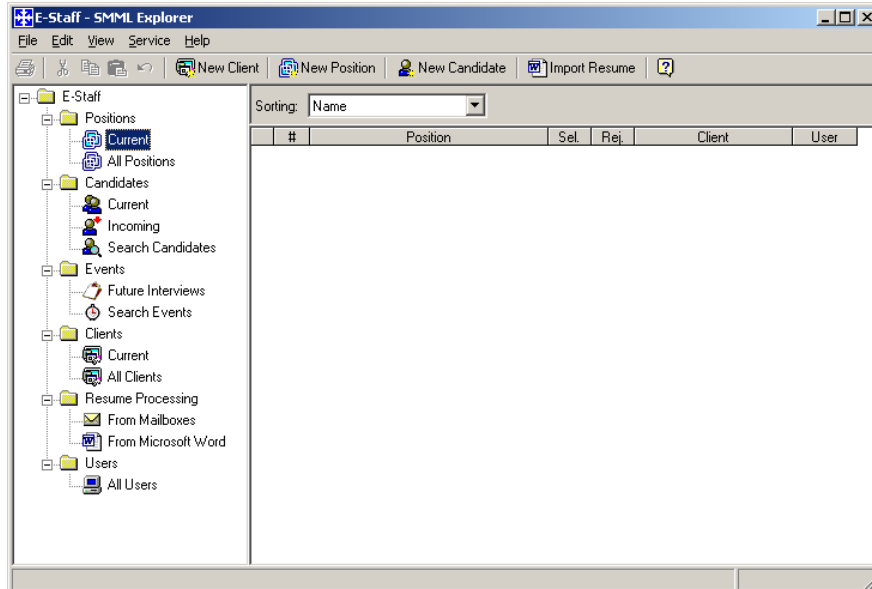 E-Staff - SMML Explorer
File Edit View Service Help
New Client New Position New Candidate Import Resume
E-Staff
Sorting: Name
Positions
# Position Sel. Rej. Client User
Current
All Positions
Candidates
Current
Incoming
Search Candidates
Events
Future Interviews
Search Events
Clients
Current
All Clients
Resume Processing
From Mailboxes
From Microsoft Word
Users
All Users